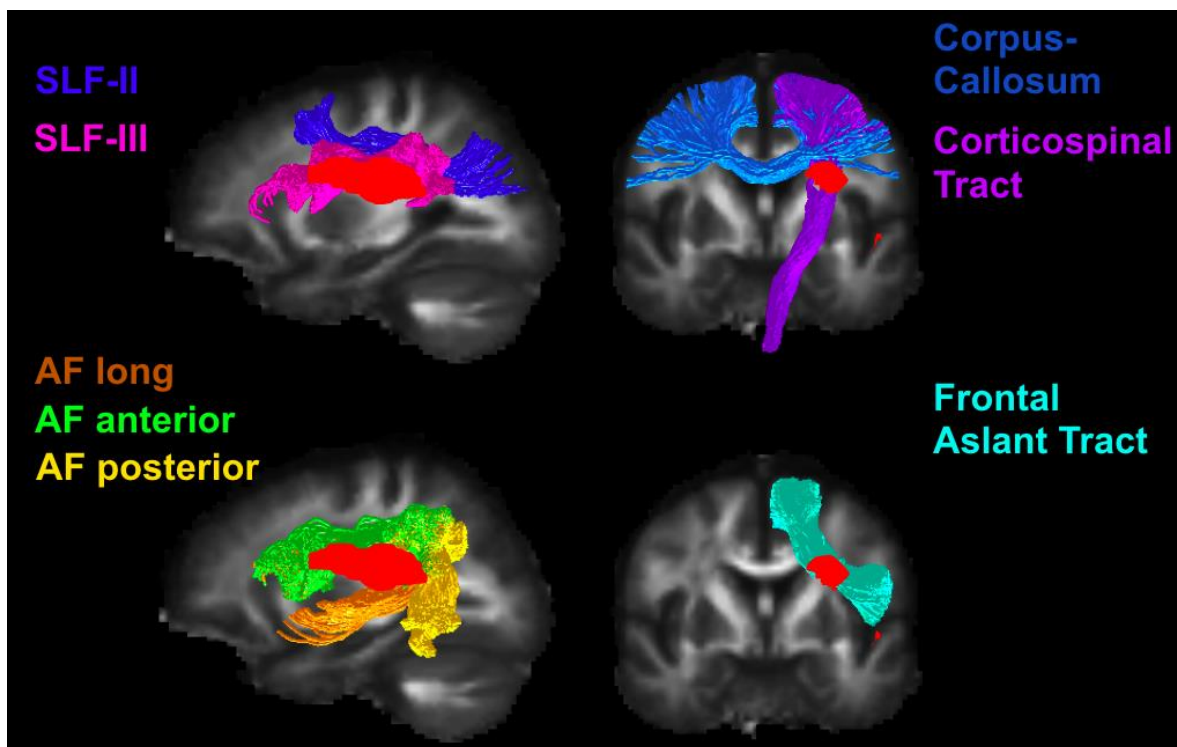 SLF-II
SLF-III
Corpus-
Callosum
Corticospinal
Tract
AF long
AF anterior
AF posterior
Frontal
Aslant Tract